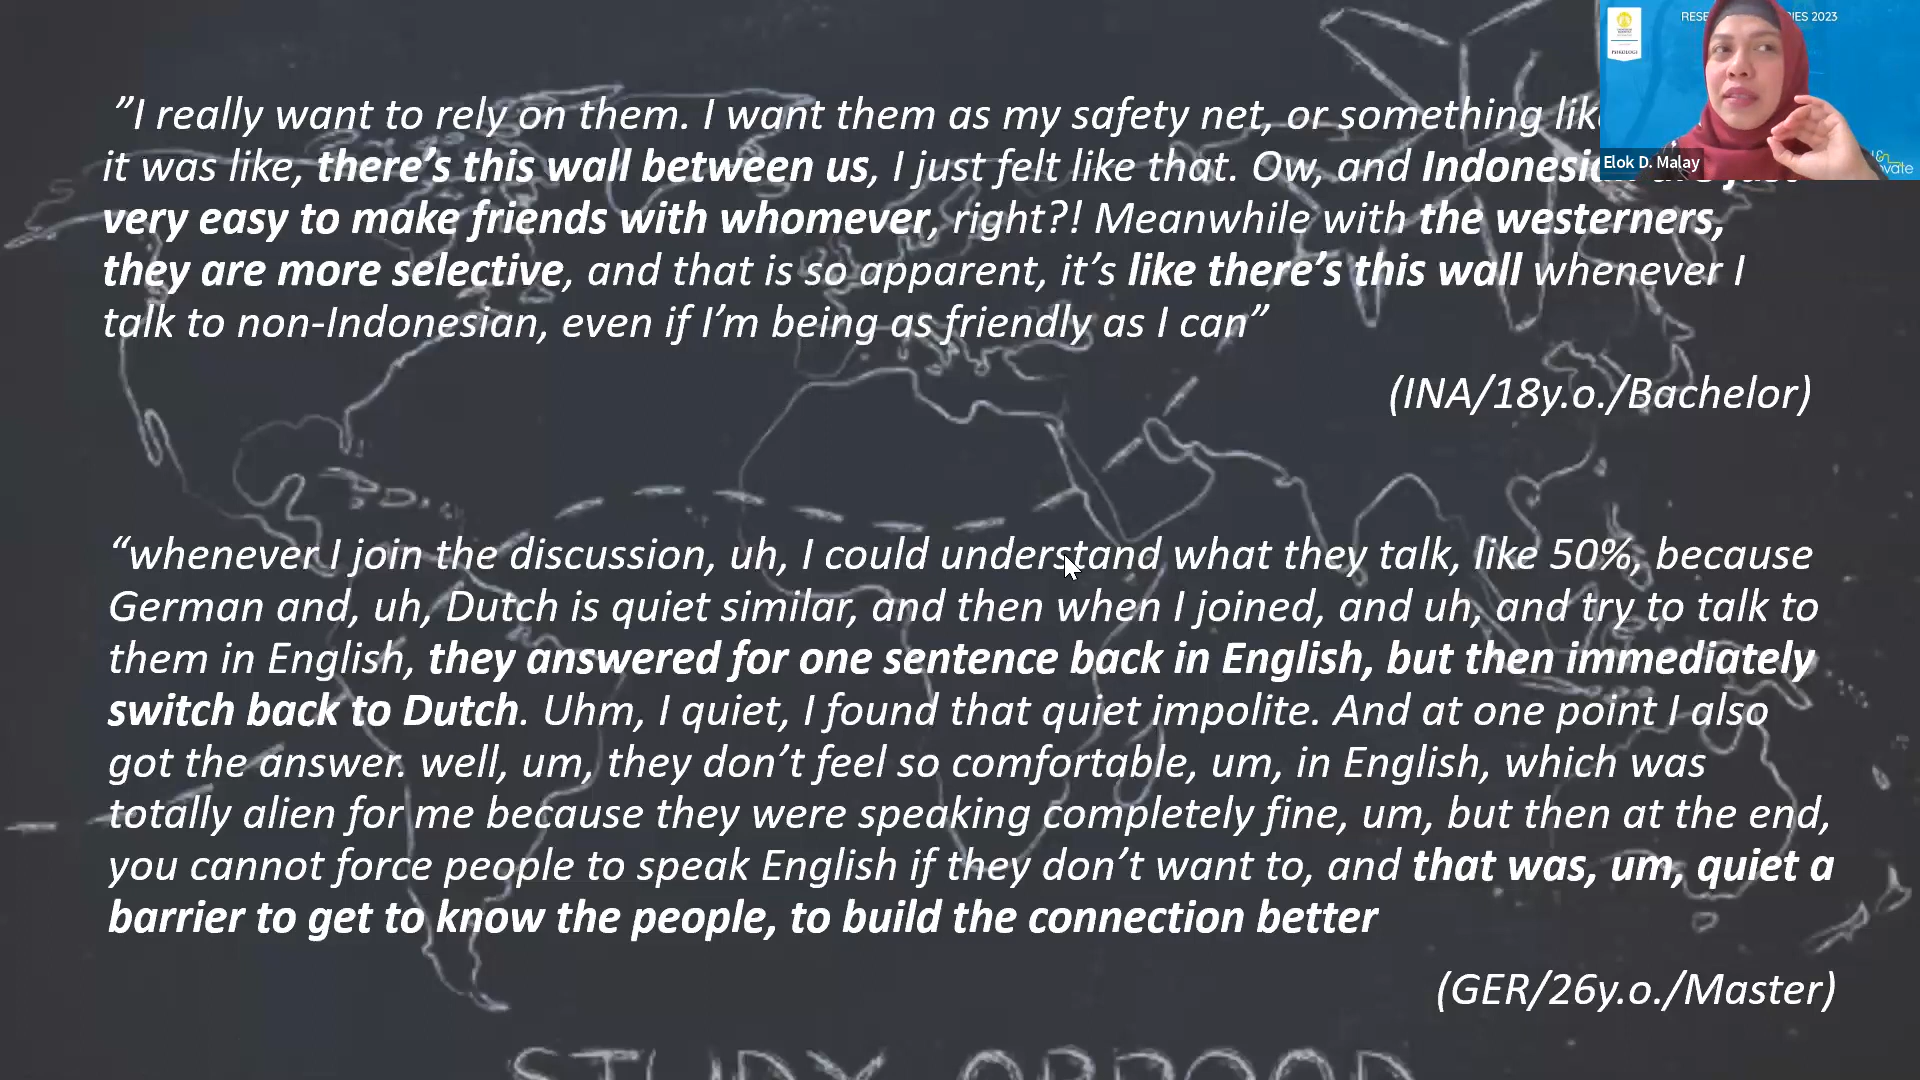 ”I really want to rely on them. I want them as my safety net, or something
it was like, there’s this wall between us, I just felt like that. Ow, and
very easy to make friends with whomever, right?! Meanwhile with the westerners,
they are more selective, and that is so apparent, it’s like there’s this wall whenever I
talk to non-Indonesian, even if I’m being as friendly as I can”
(INA/18y.o./Bachelor)
“whenever I join the discussion, uh, I could understand what they talk, like 50%, because
German and, uh, Dutch is quiet similar, and then when I joined, and uh, and try to talk to
them in English, they answered for one sentence back in English, but then immediately
switch back to Dutch. Uhm, I quiet, I found that quiet impolite. And at one point I also
got the answer. well, um, they don’t feel so comfortable, um, in English, which was
totally alien for me because they were speaking completely fine, um, but then at the end,
you cannot force people to speak English if they don’t want to, and that was, um, quiet a
barrier to get to know the people, to build the connection better
(GER/26y.o./Master)
STUDY ABROAD
2023
Elok D. Malay
PSIKOLOGI